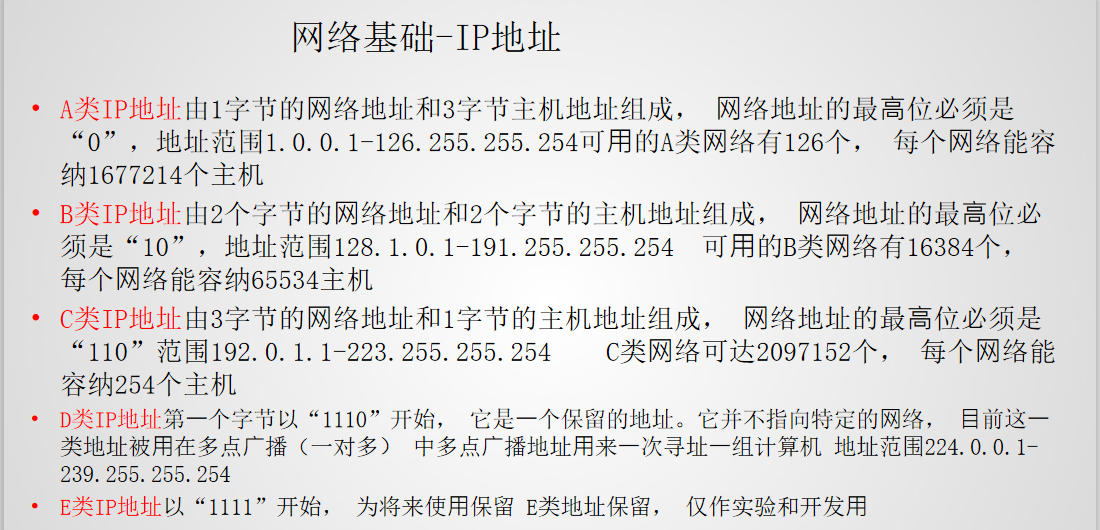 网络基础-IP地址
• A类IP地址由1字节的网络地址和3字节主机地址组成， 网络地址的最高位必须是
“0”，地址范围1.0.0.1-126.255.255.254可用的A类网络有126个， 每个网络能容
纳1677214个主机
• B类IP地址由2个字节的网络地址和2个字节的主机地址组成， 网络地址的最高位必
须是“10”，地址范围128.1.0.1-191.255.255.254 可用的B类网络有16384个，
每个网络能容纳65534主机
• C类IP地址由3字节的网络地址和1字节的主机地址组成， 网络地址的最高位必须是
“110”范围192.0.1.1-223.255.255.254 C类网络可达2097152个， 每个网络能
容纳254个主机
• D类IP地址第一个字节以“1110”开始， 它是一个保留的地址。它并不指向特定的网络， 目前这一
类地址被用在多点广播（一对多） 中多点广播地址用来一次寻址一组计算机 地址范围224.0.0.1-
239.255.255.254
• E类IP地址以“1111”开始， 为将来使用保留 E类地址保留， 仅作实验和开发用